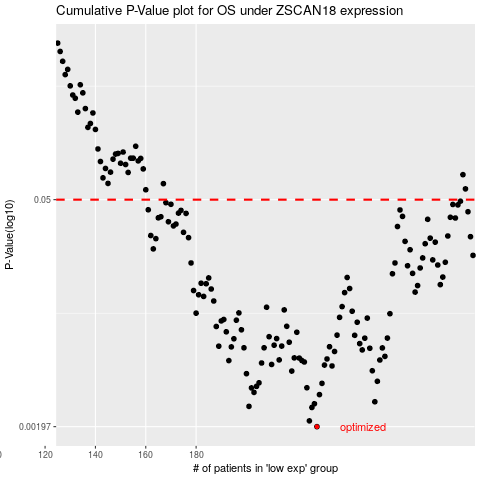 Cumulative P-Value plot for OS under ZSCAN18 expression
P-Value(log10)
0.05
0.00197
optimized
0 120 140 160 180
# of patients in 'low exp' group